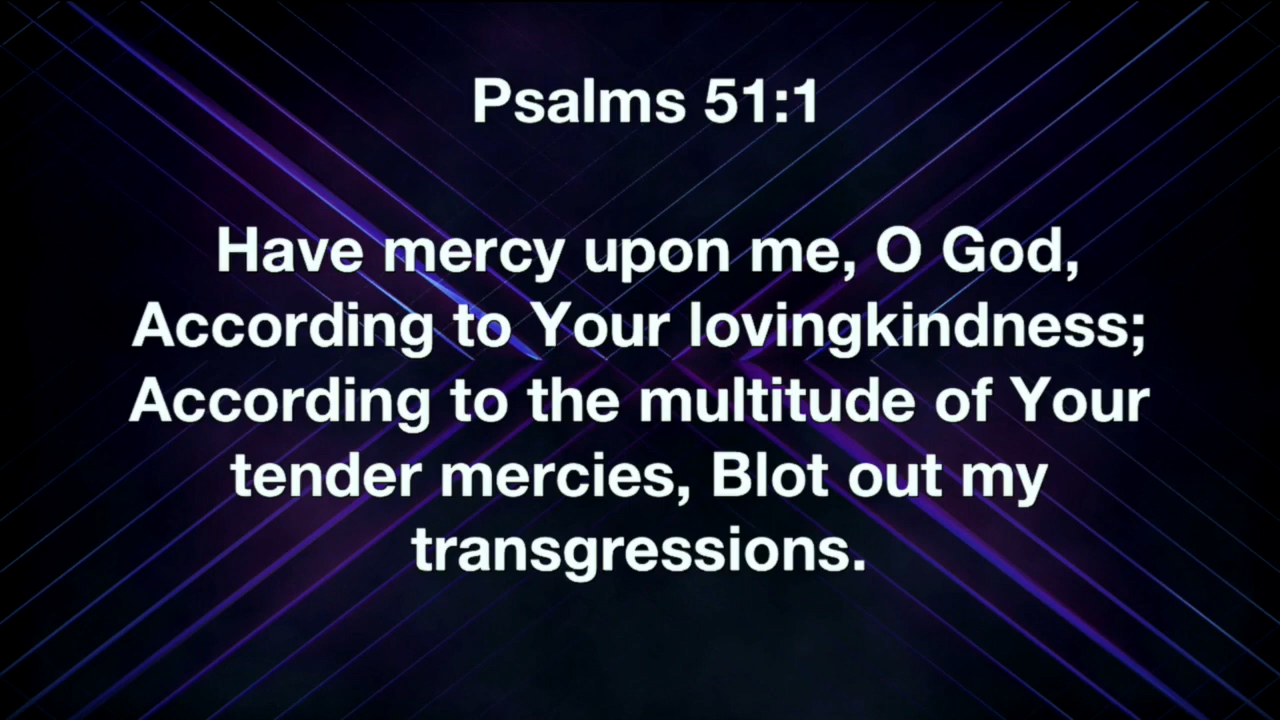 Psalms 51:1
Have mercy upon me, O God,
According to Your lovingkindness;
According to the multitude of Your
tender mercies, Blot out my
transgressions.